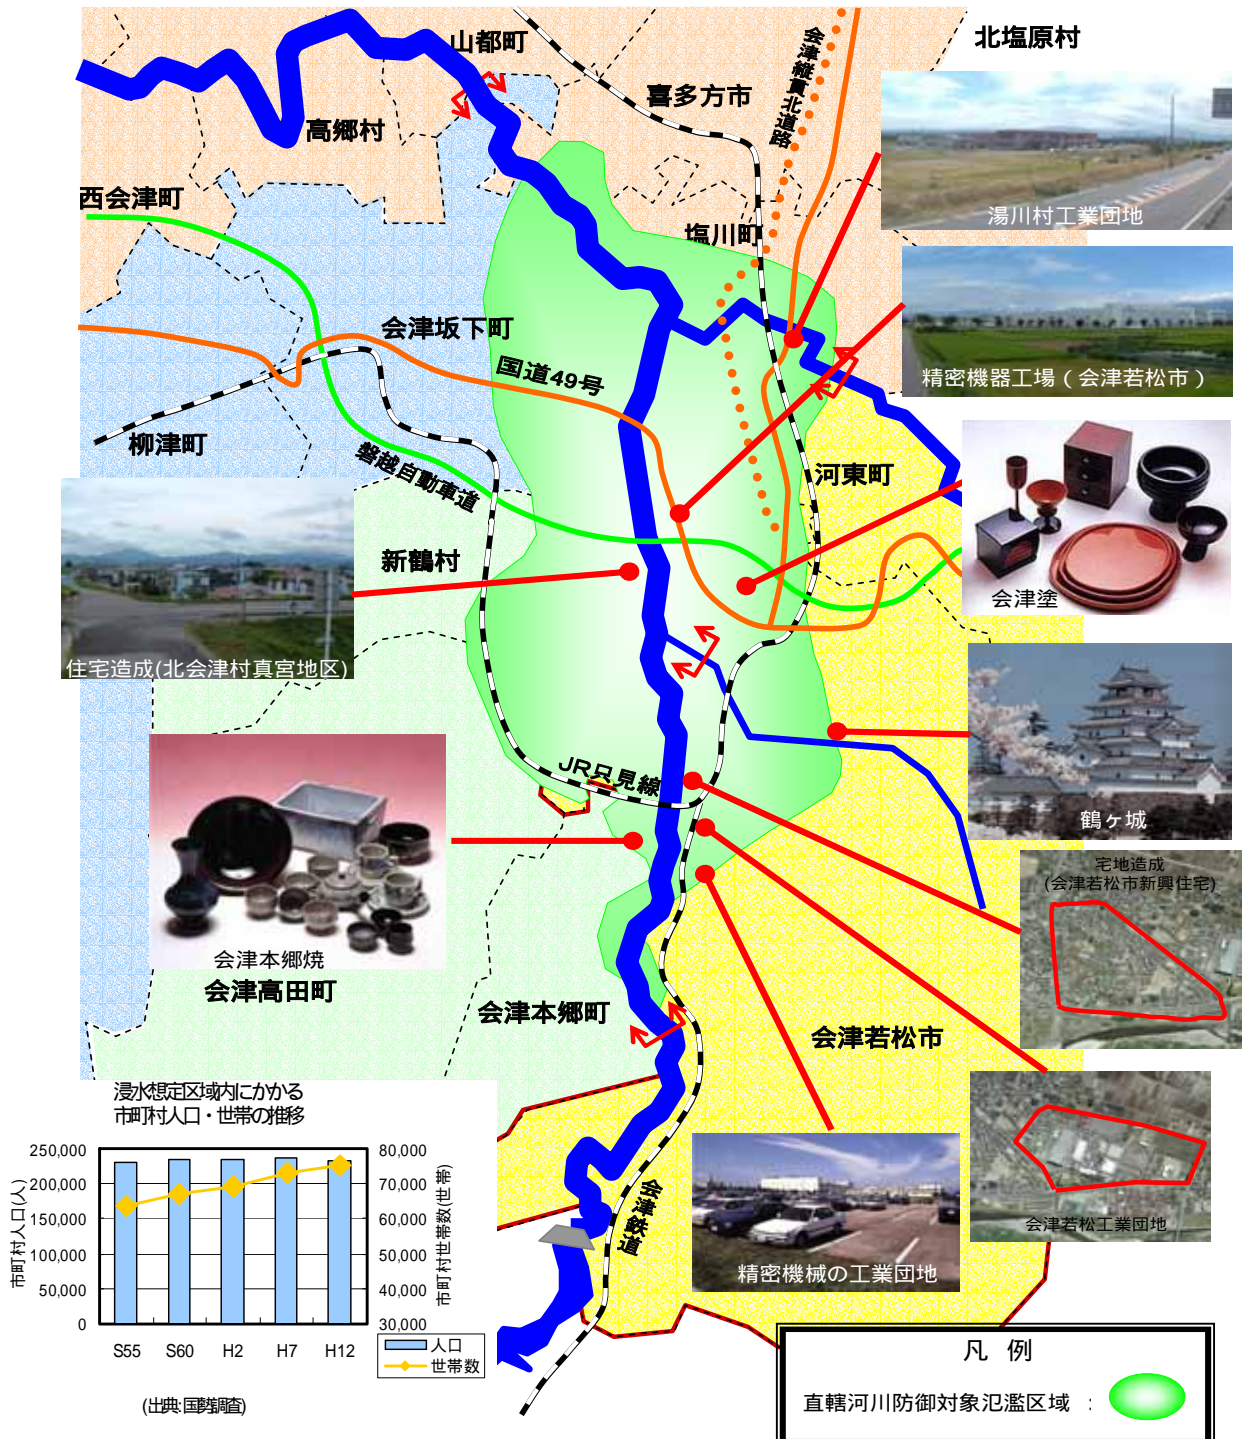 山都町
北塩原村
会津縦貫北道路
喜多方市
高郷村
西会津町
湯川村工業団地
塩川町
会津坂下町
国道49号
精密機器工場（会津若松市）
柳津町
磐越自動車道
河東町
新鶴村
会津塗
住宅造成(北会津村真宮地区)
JR只見線
鶴ヶ城
宅地造成
(会津若松市新興住宅)
会津本郷焼
会津高田町
会津本郷町
会津若松市
浸水想定区域内にかかる
市町村人口・世帯の推移
250,000
200,000
150,000
100,000
50,000
0
市町村人口(人)
80,000
70,000
60,000
50,000
40,000
30,000
市町村世帯数(世帯)
S55 S60 H2 H7 H12
人口
世帯数
(出典:国勢調査)
会津鉄道
精密機械の工業団地
会津若松工業団地
凡 例
直轄河川防御対象氾濫区域 :